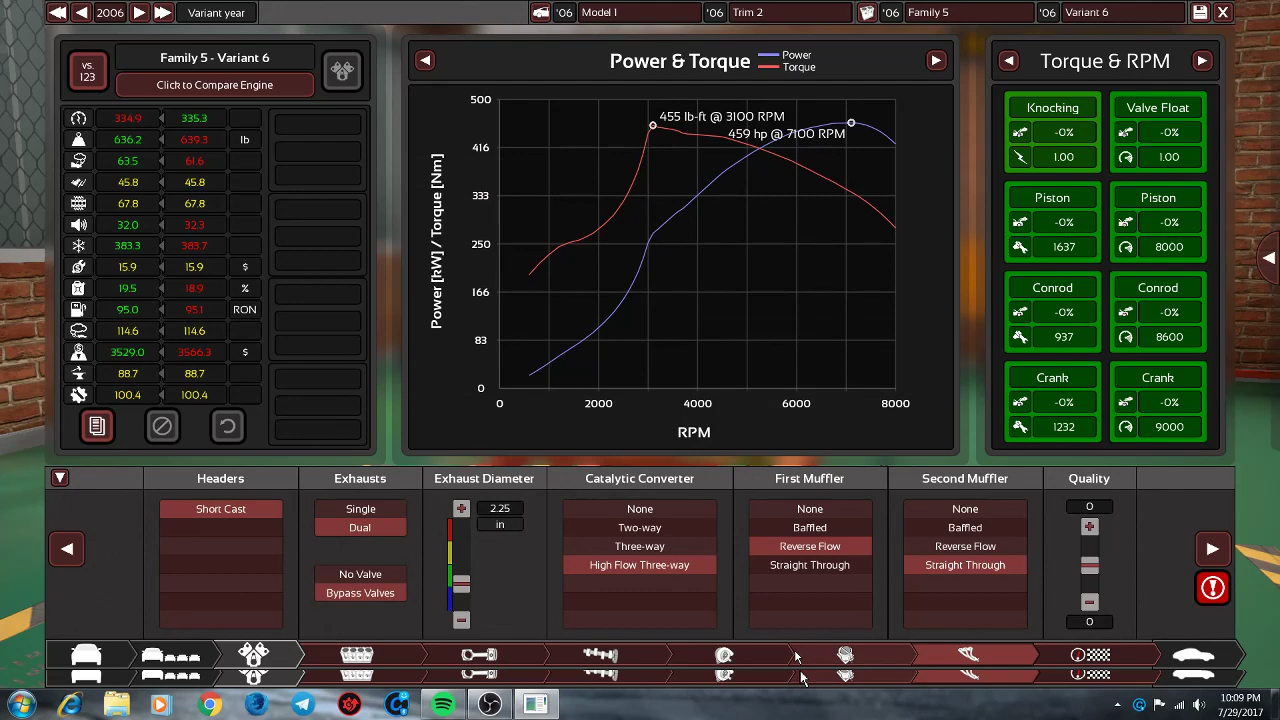 2006
Variant year
'06
Model 1
'06
Trim 2
'06
Family 5
'06
Variant 6
vs.
123
Family 5 - Variant 6
Click to Compare Engine
334.9 335.3
636.2 639.3 lb
63.5 61.6
45.8 45.8
67.8 67.8
32.0 32.3
383.3 383.7
15.9 15.9 $
19.5 18.9 %
95.0 95.1 RON
114.6 114.6
3529.0 3566.3 $
88.7 88.7
100.4 100.4
Power & Torque
Power
Torque
Power [kW] / Torque [Nm]
500
416
333
250
166
83
0
455 lb-ft @ 3100 RPM
459 hp @ 7100 RPM
0 2000 4000 6000 8000
RPM
Torque & RPM
Knocking
-0%
1.00
Valve Float
-0%
1.00
Piston
-0%
1637
Piston
-0%
8000
Conrod
-0%
937
Conrod
-0%
8600
Crank
-0%
1232
Crank
-0%
9000
Headers
Short Cast
Exhausts
Single
Dual
No Valve
Bypass Valves
Exhaust Diameter
2.25
in
Catalytic Converter
None
Two-way
Three-way
High Flow Three-way
First Muffler
None
Baffled
Reverse Flow
Straight Through
Second Muffler
None
Baffled
Reverse Flow
Straight Through
Quality
0
0
10:09 PM
7/29/2017